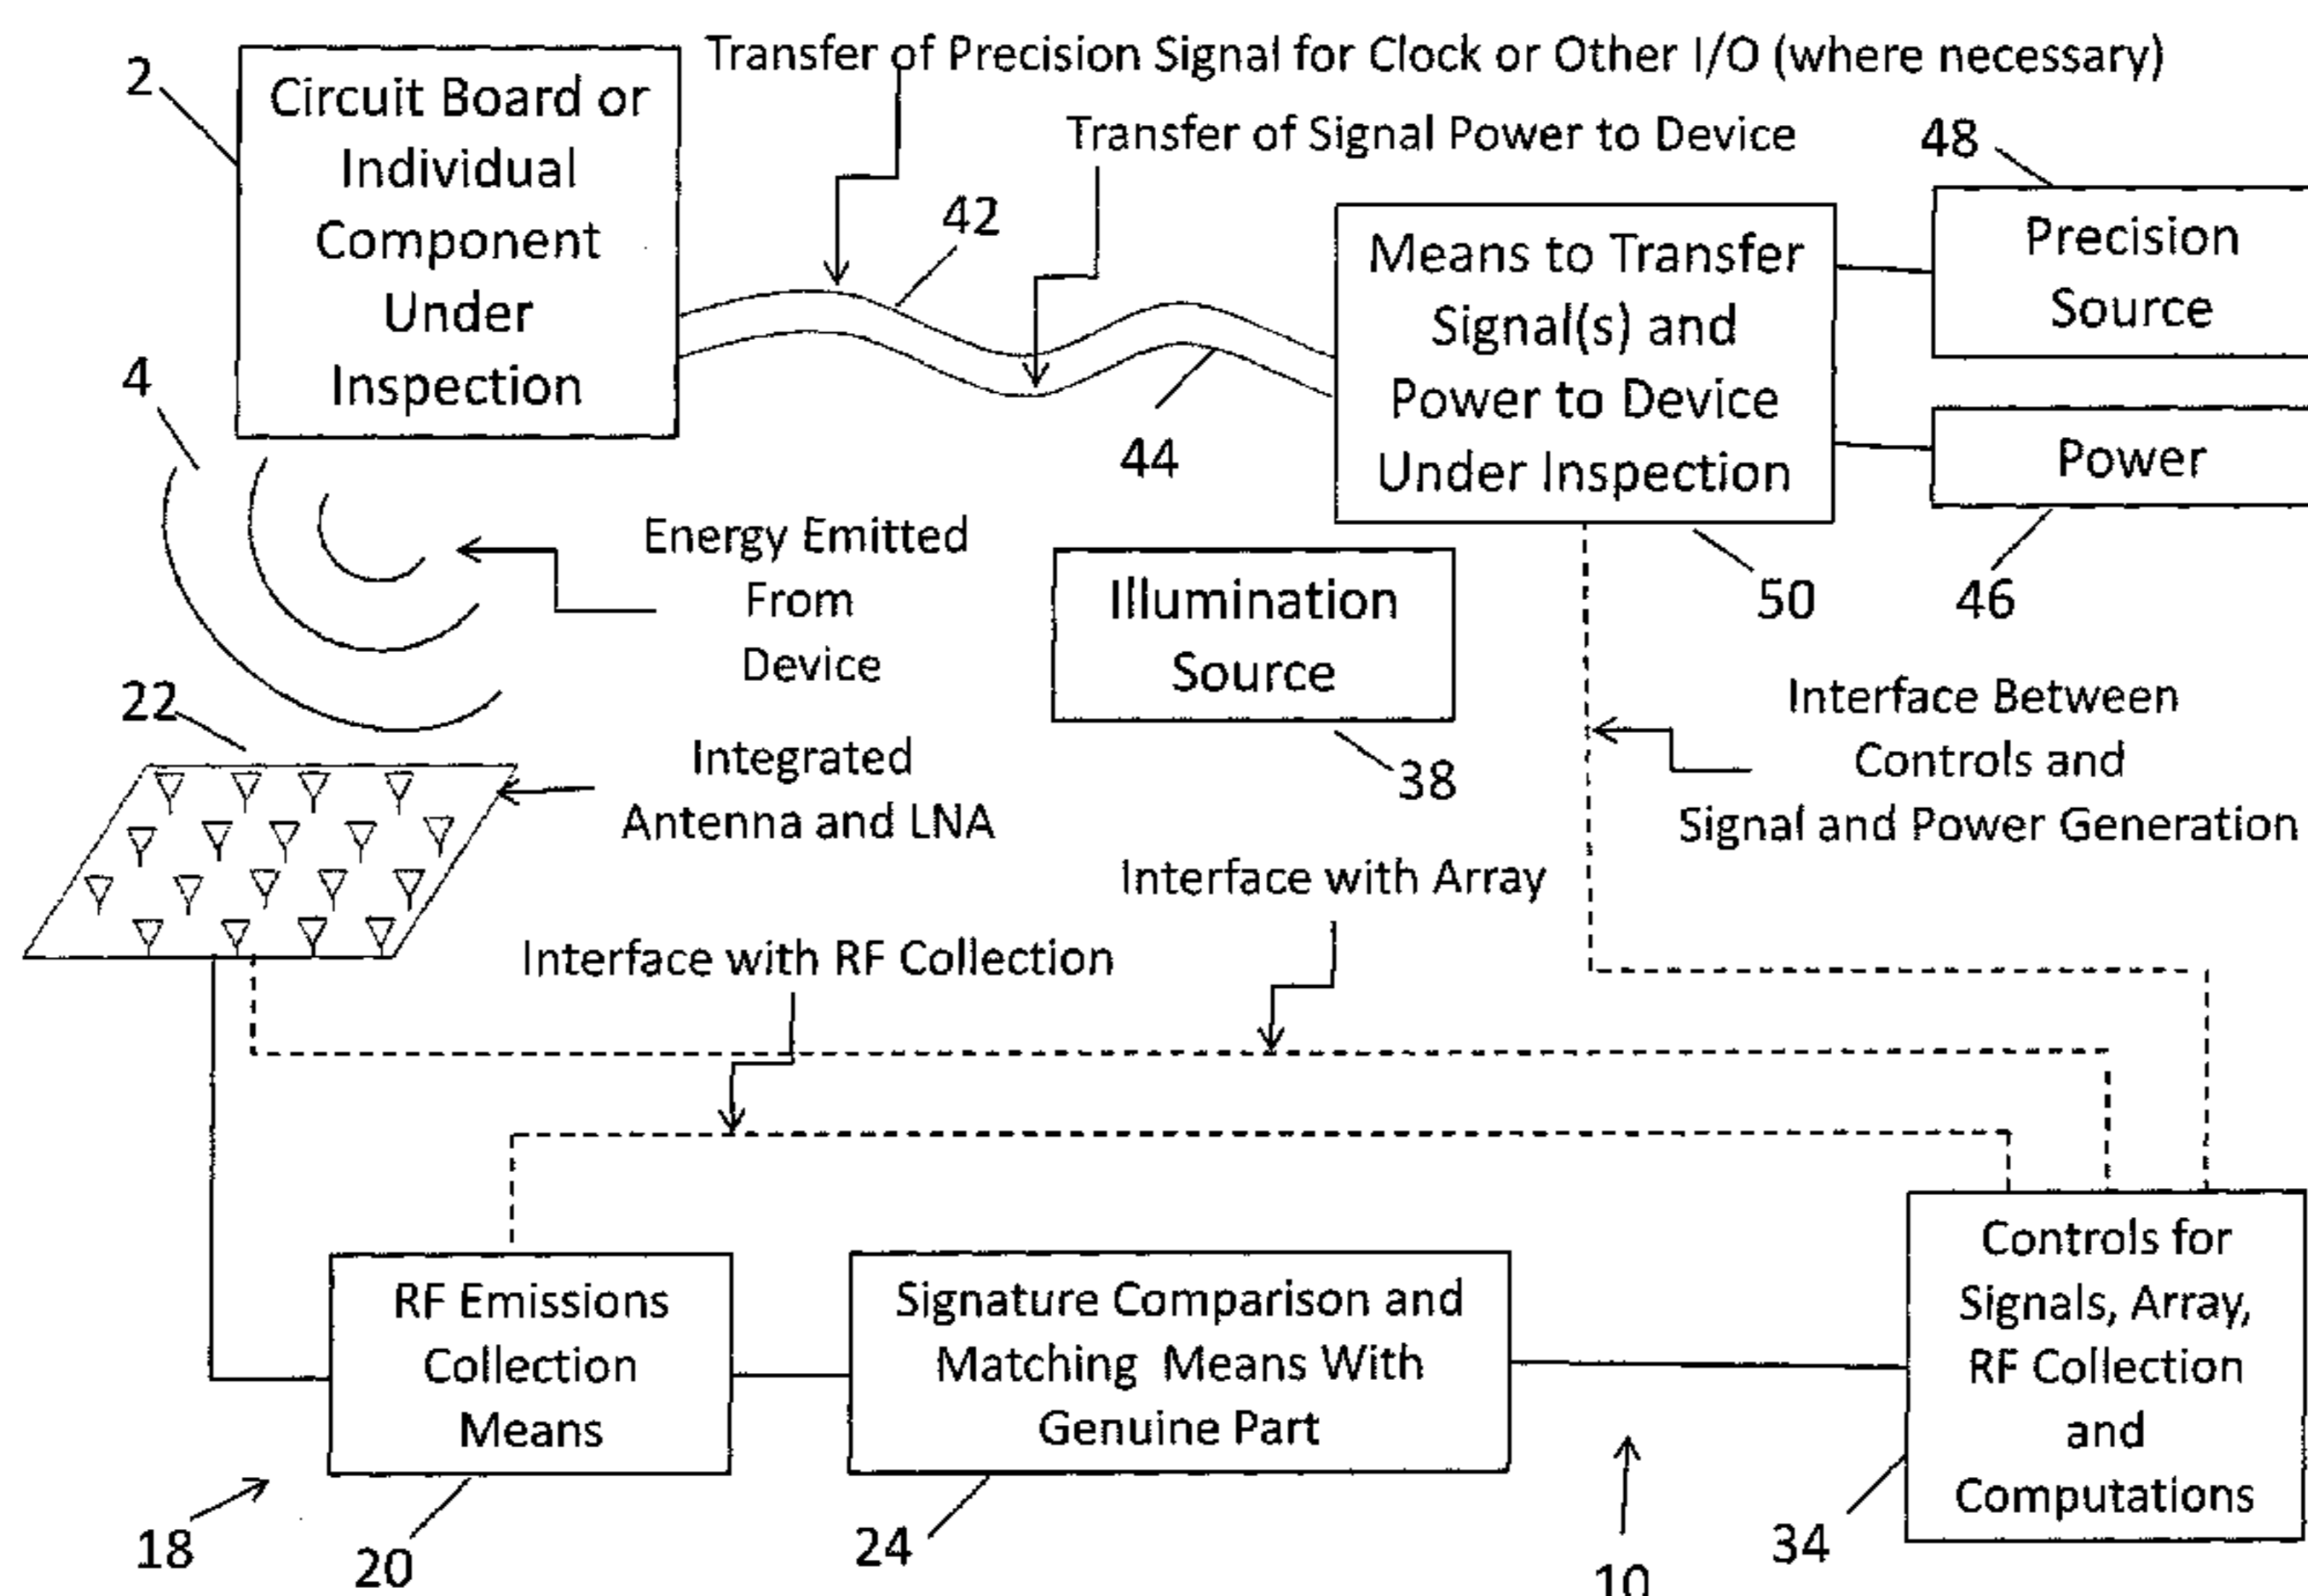 Transfer of Precision Signal for Clock or Other I/O (where necessary)
2
Circuit Board or
Individual
Component
Under
Inspection
Transfer of Signal Power to Device
48
42
Precision
Source
Means to Transfer
Signal(s) and
Power to Device
Under Inspection
4
44
Power
50
46
Energy Emitted
From
Device
Illumination
Source
38
22
Integrated
Antenna and LNA
Interface Between
Controls and
Signal and Power Generation
Interface with Array
Interface with RF Collection
RF Emissions
Collection
Means
Signature Comparison and
Matching Means With
Genuine Part
Controls for
Signals, Array,
RF Collection
and
Computations
18
20
24
10
34